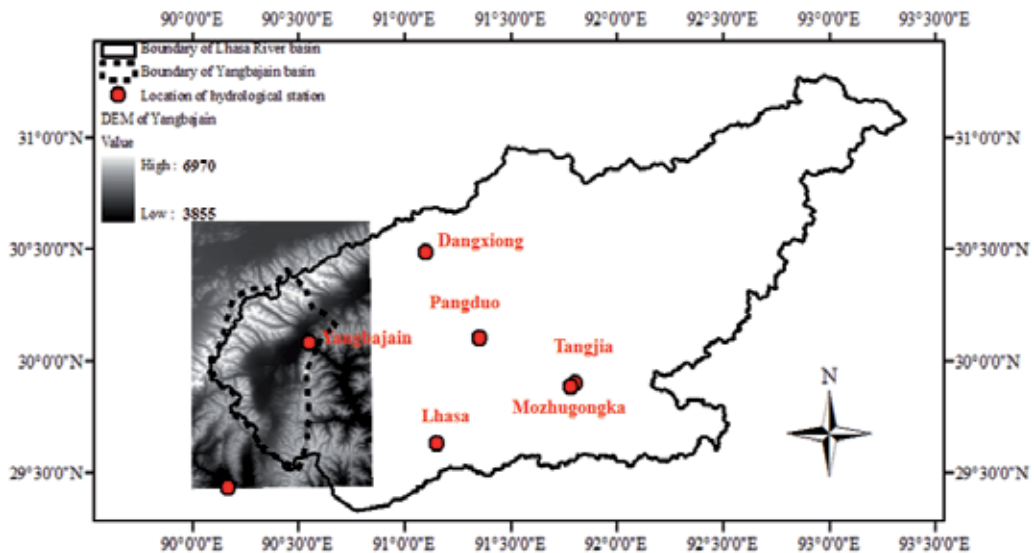 90°0'0"E 90°30'0"E 91°0'0"E 91°30'0"E 92°0'0"E 92°30'0"E 93°0'0"E 93°30'0"E
Boundary of Lhasa River basin
Boundary of Yangbajain basin
Location of hydrological station
DEM of Yangbajain
Value
High : 6970
Low : 3855
31°0'0"N 31°0'0"N
30°30'0"N 30°30'0"N
30°0'0"N 30°0'0"N
29°30'0"N 29°30'0"N
Dangxiong
Pangduo
Yangbajain
Tangjia
Mozhugongka
Lhasa
N
90°0'0"E 90°30'0"E 91°0'0"E 91°30'0"E 92°0'0"E 92°30'0"E 93°0'0"E 93°30'0"E